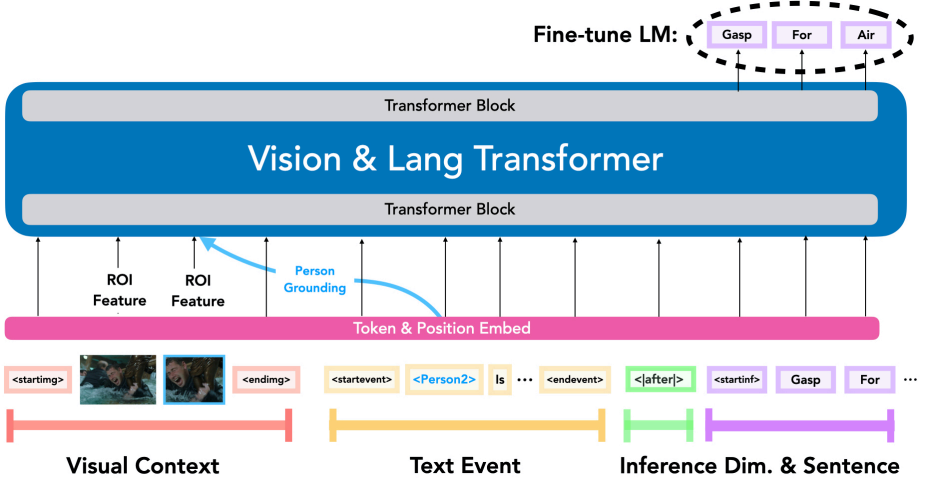 Fine-tune LM: Gasp For Air
Transformer Block
Vision & Lang Transformer
Transformer Block
ROI
Feature
ROI
Feature
Person
Grounding
Token & Position Embed
<startimg> <endimg> <startevent> <Person2> Is ... <endevent> <|after|> <startinf> Gasp For ...
Visual Context Text Event Inference Dim. & Sentence